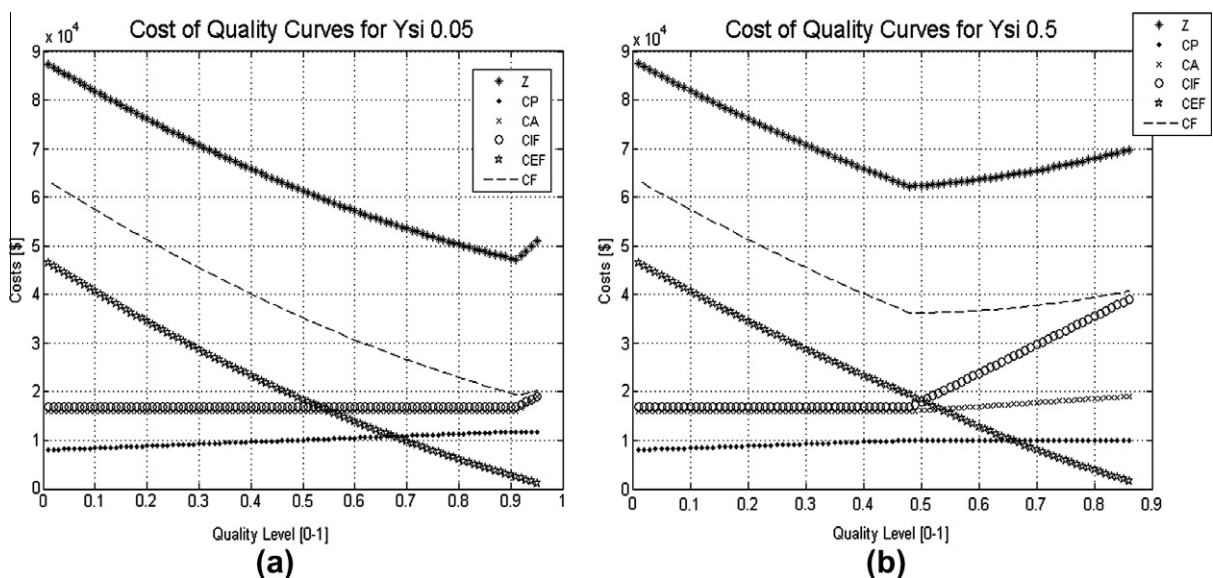 Cost of Quality Curves for Ysi 0.05
x 10^4
9
8
7
6
5
4
3
2
1
0
Costs [$]
0.1 0.2 0.3 0.4 0.5 0.6 0.7 0.8 0.9 1
Quality Level [0-1]
Z
CP
CA
CIF
CEF
CF
(a)
Cost of Quality Curves for Ysi 0.5
x 10^4
9
8
7
6
5
4
3
2
1
0
Costs [$]
0.1 0.2 0.3 0.4 0.5 0.6 0.7 0.8 0.9
Quality Level [0-1]
Z
CP
CA
CIF
CEF
CF
(b)